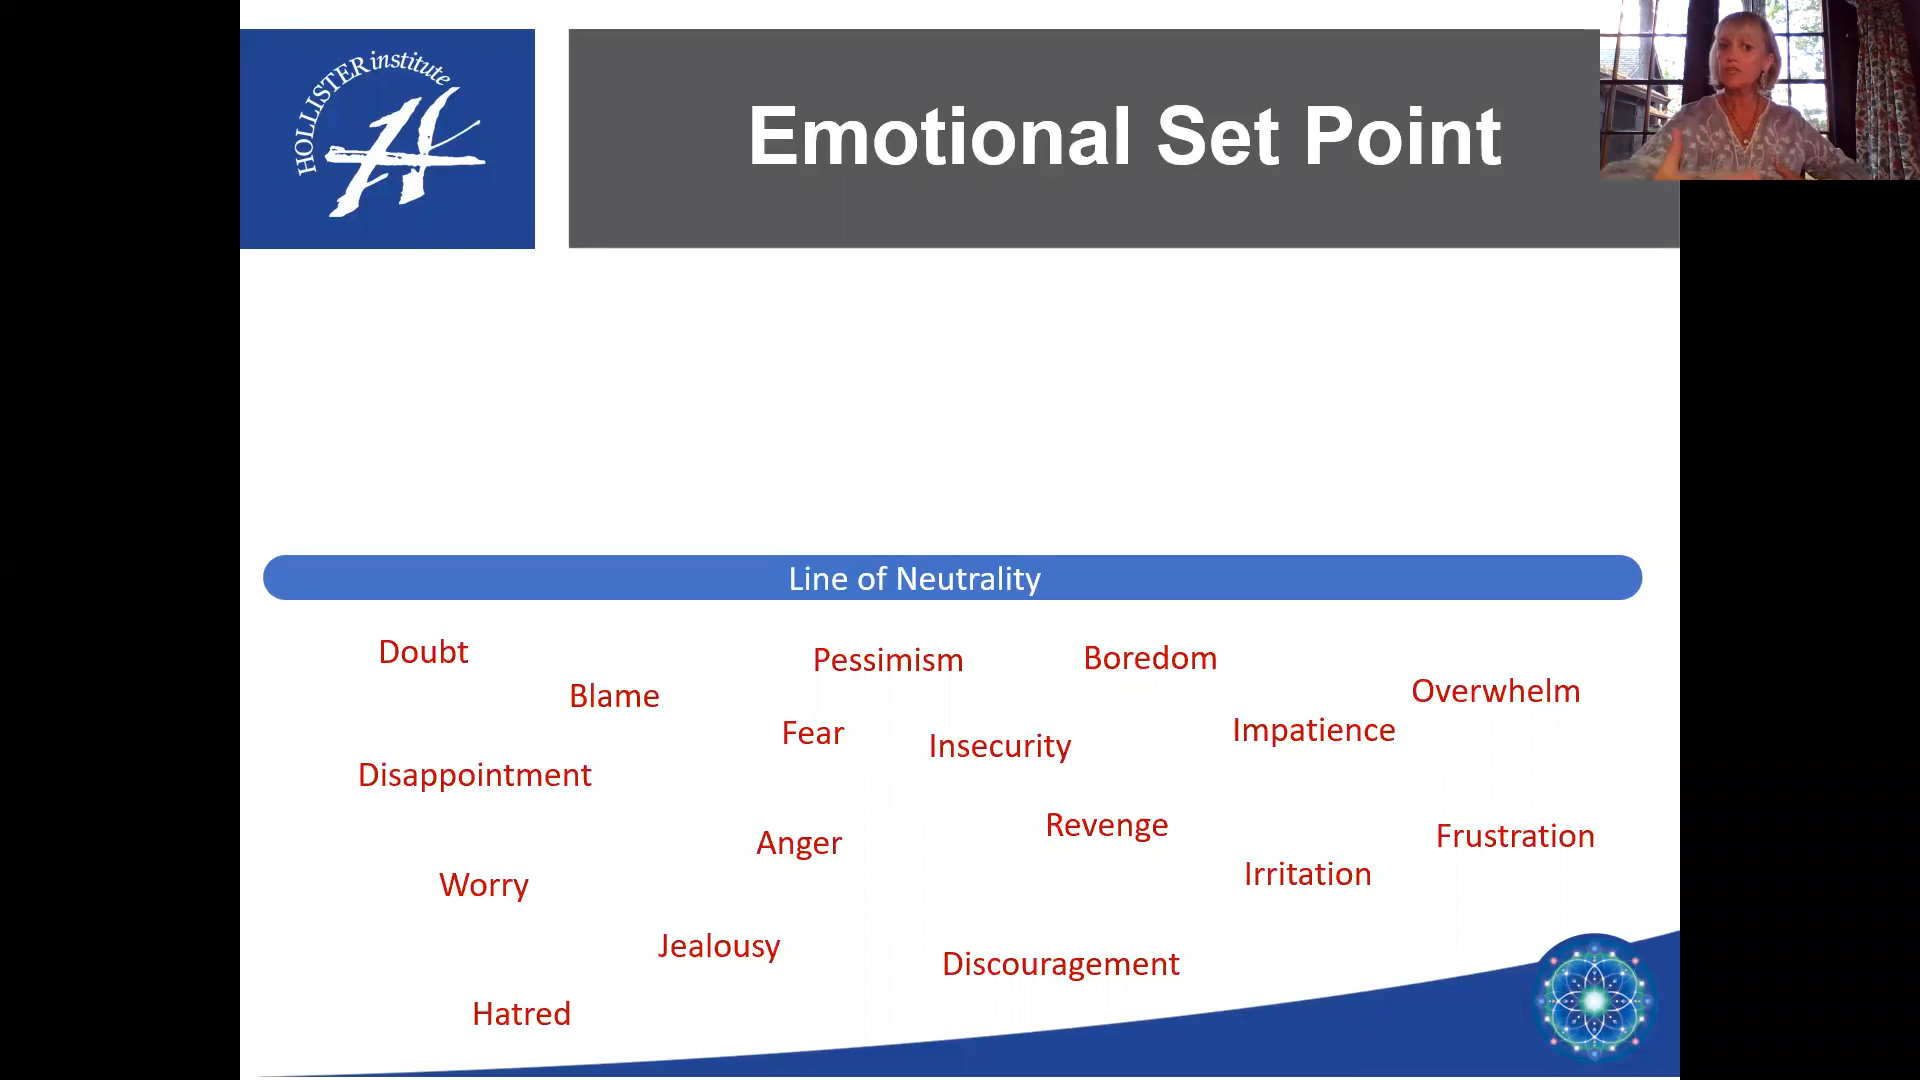 HOLLISTER institute
Emotional Set Point
Line of Neutrality
Doubt
Pessimism
Boredom
Blame
Overwhelm
Fear
Insecurity
Impatience
Disappointment
Anger
Revenge
Frustration
Worry
Irritation
Jealousy
Discouragement
Hatred